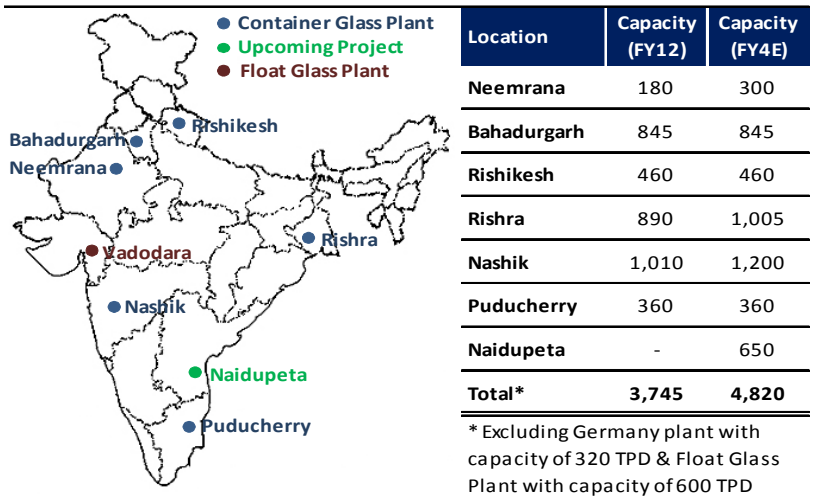 Container Glass Plant
Upcoming Project
Float Glass Plant
Rishikesh
Bahadurgarh
Neemrana
Rishra
Vadodara
Nashik
Naidupeta
Puducherry
Location Capacity (FY12) Capacity (FY4E)
Neemrana 180 300
Bahadurgarh 845 845
Rishikesh 460 460
Rishra 890 1,005
Nashik 1,010 1,200
Puducherry 360 360
Naidupeta - 650
Total* 3,745 4,820
* Excluding Germany plant with
capacity of 320 TPD & Float Glass
Plant with capacity of 600 TPD